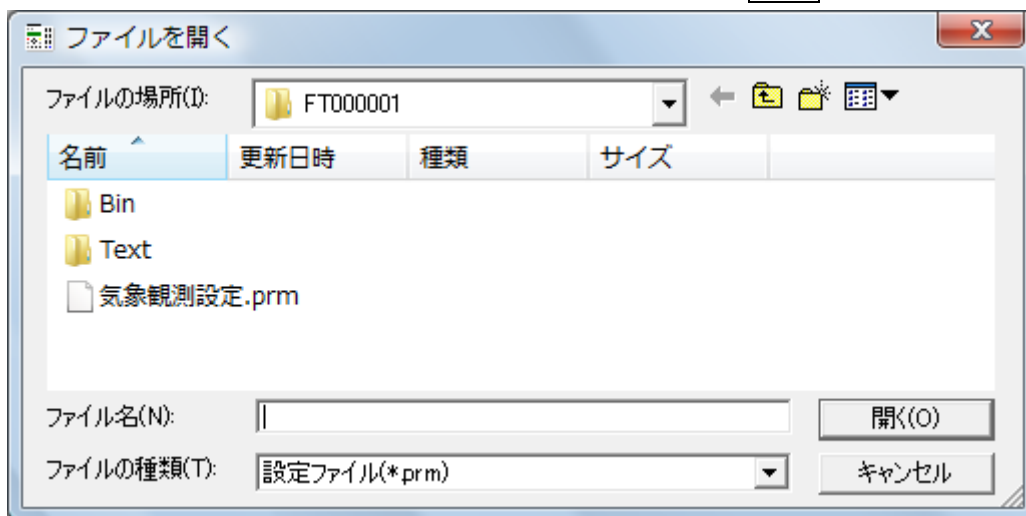 ファイルを開く
ファイルの場所(I): FT000001
名前 更新日時 種類 サイズ
Bin
Text
気象観測設定.prm
ファイル名(N): 開く(O)
ファイルの種類(T): 設定ファイル(*.prm) キャンセル